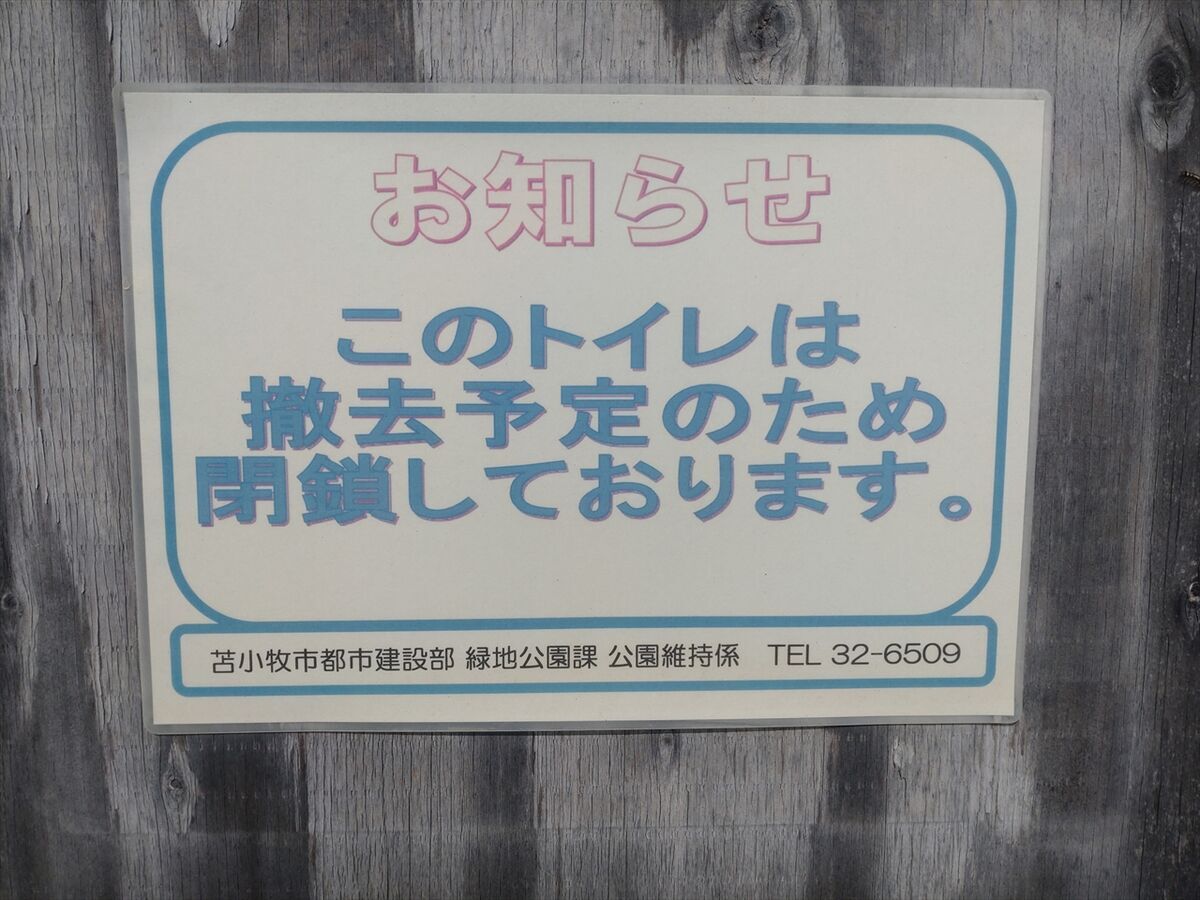 お知らせ
このトイレは
撤去予定のため
閉鎖しております。
苫小牧市都市建設部 緑地公園課 公園維持係 TEL 32-6509